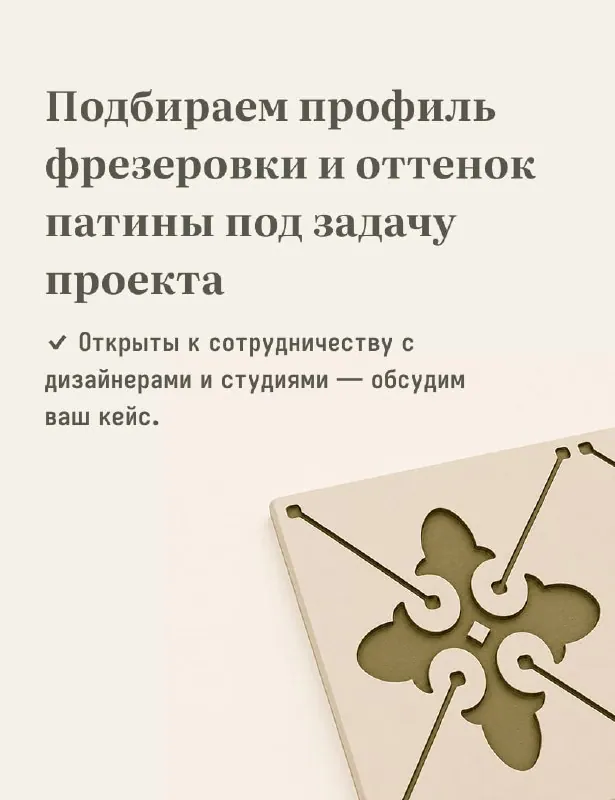 Подбираем профиль
фрезеровки и оттенок
патины под задачу
проекта
✓ Открыты к сотрудничеству с
дизайнерами и студиями — обсудим
ваш кейс.